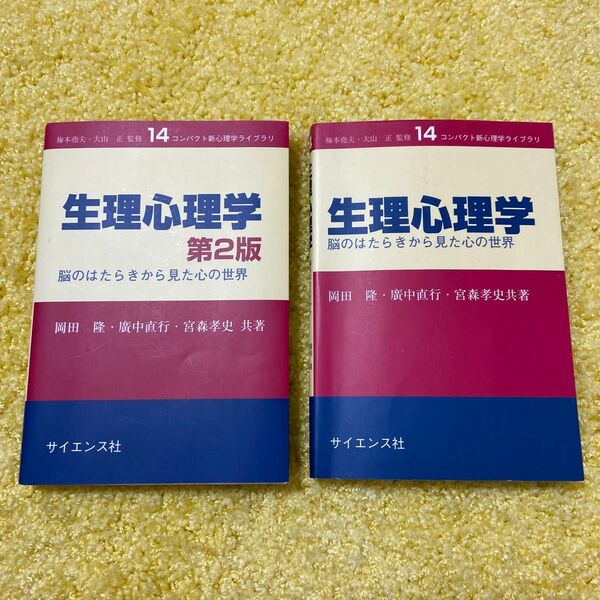 梅本堯夫・大山 正 監修 14 コンパクト新心理学ライブラリ
生理心理学
第2版
脳のはたらきから見た心の世界
岡田 隆・廣中直行・宮森孝史 共著
サイエンス社
梅本堯夫・大山 正 監修 14 コンパクト新心理学ライブラリ
生理心理学
脳のはたらきから見た心の世界
岡田 隆・廣中直行・宮森孝史共著
サイエンス社